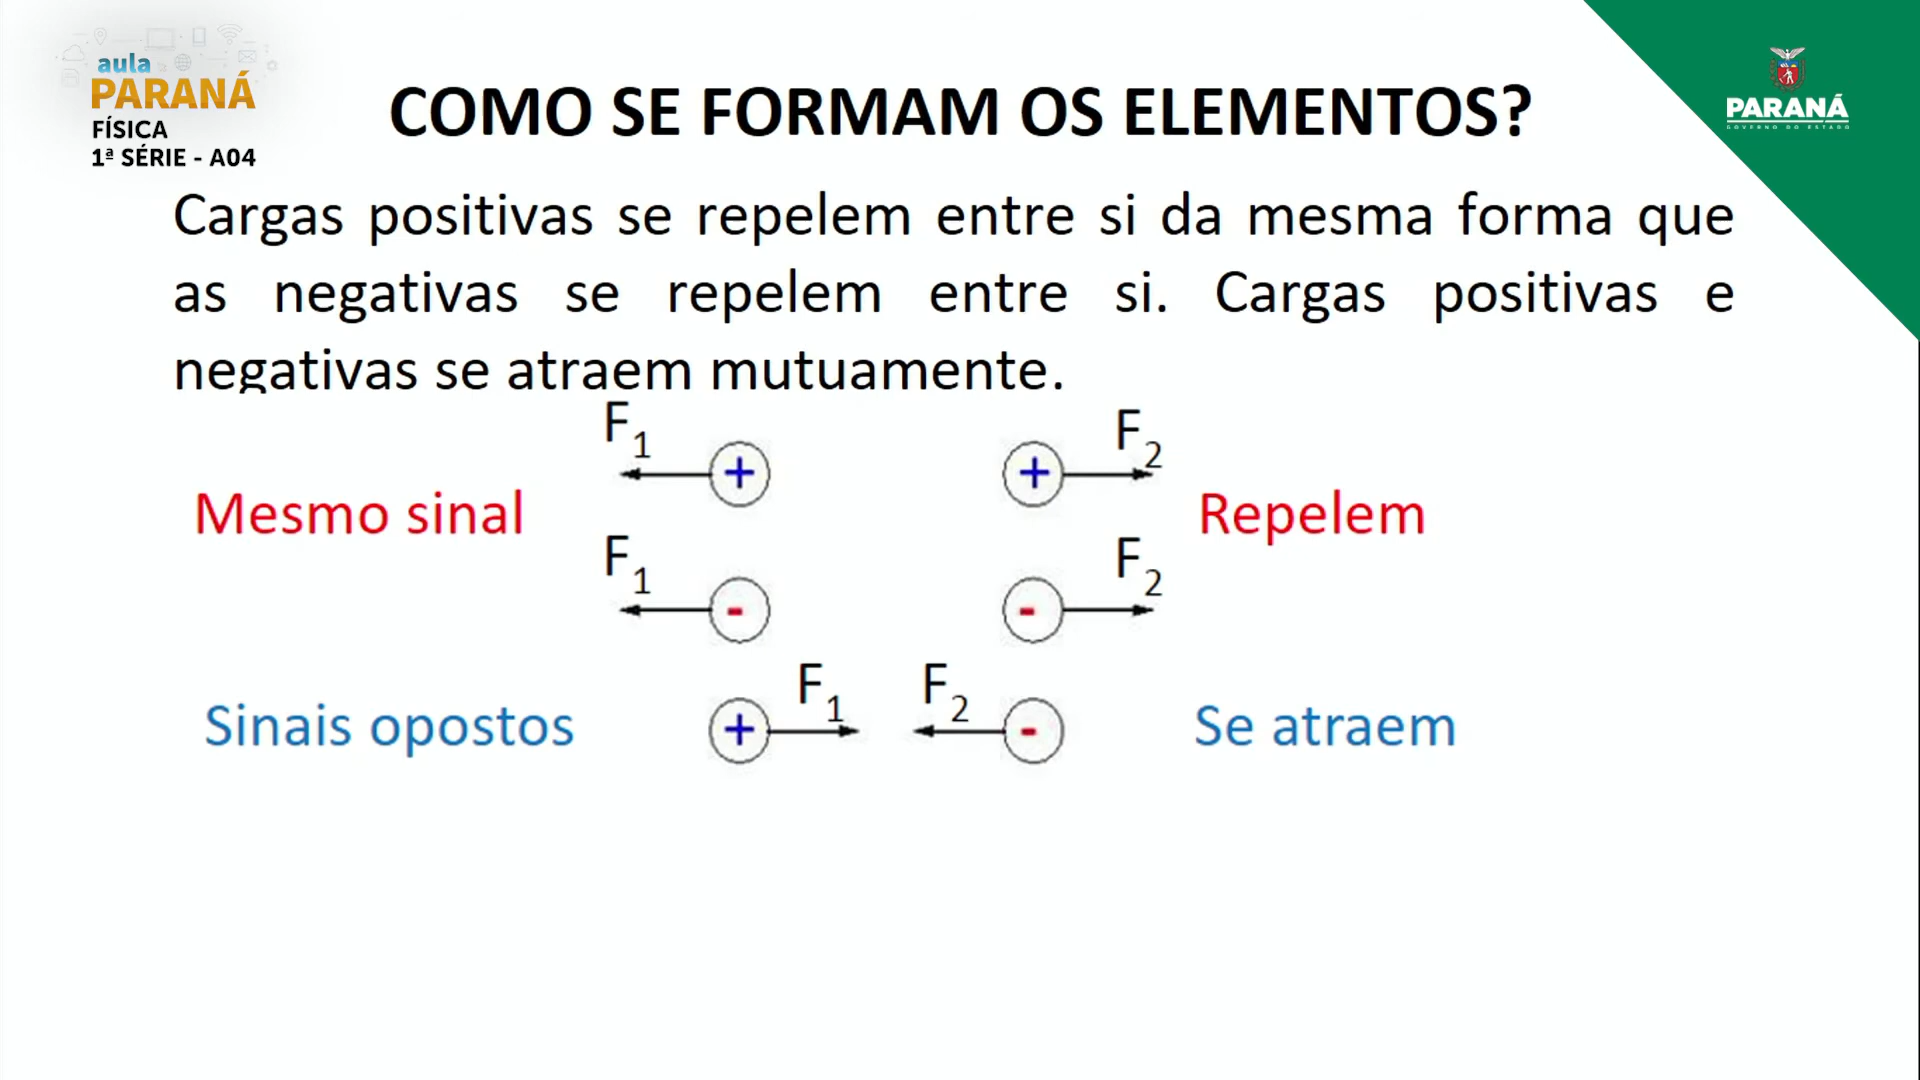 aula
PARANÁ
FÍSICA
1ª SÉRIE - A04
COMO SE FORMAM OS ELEMENTOS?
PARANÁ
GOVERNO DO ESTADO
Cargas positivas se repelem entre si da mesma forma que
as negativas se repelem entre si. Cargas positivas e
negativas se atraem mutuamente.
F1 + + F2
Mesmo sinal Repelem
F1 - - F2
Sinais opostos + F1 F2 - Se atraem